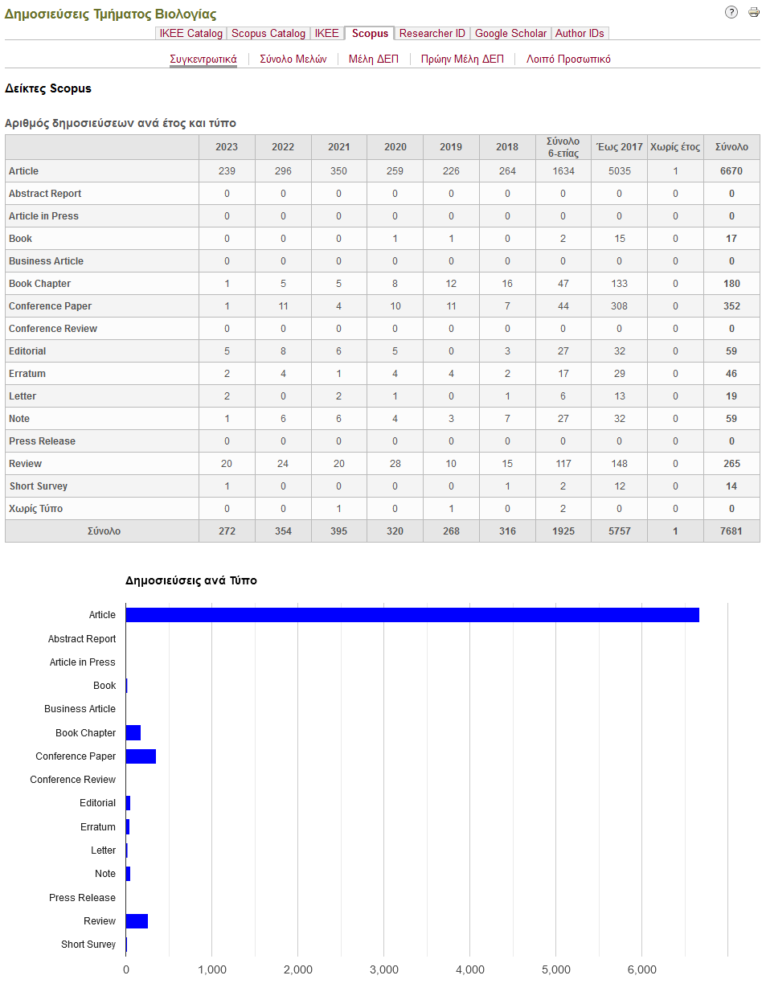 Δημοσιεύσεις Τμήματος Βιολογίας
?
IKEE Catalog Scopus Catalog IKEE Scopus Researcher ID Google Scholar Author IDs
Συγκεντρωτικά Σύνολο Μελών Μέλη ΔΕΠ Πρώην Μέλη ΔΕΠ Λοιπό Προσωπικό
Δείκτες Scopus
Αριθμός δημοσιεύσεων ανά έτος και τύπο
2023 2022 2021 2020 2019 2018 Σύνολο 6-ετίας Έως 2017 Χωρίς έτος Σύνολο
Article 239 296 350 259 226 264 1634 5035 1 6670
Abstract Report 0 0 0 0 0 0 0 0 0 0
Article in Press 0 0 0 0 0 0 0 0 0 0
Book 0 0 0 1 1 0 2 15 0 17
Business Article 0 0 0 0 0 0 0 0 0 0
Book Chapter 1 5 5 8 12 16 47 133 0 180
Conference Paper 1 11 4 10 11 7 44 308 0 352
Conference Review 0 0 0 0 0 0 0 0 0 0
Editorial 5 8 6 5 0 3 27 32 0 59
Erratum 2 4 1 4 4 2 17 29 0 46
Letter 2 0 2 1 0 1 6 13 0 19
Note 1 6 6 4 3 7 27 32 0 59
Press Release 0 0 0 0 0 0 0 0 0 0
Review 20 24 20 28 10 15 117 148 0 265
Short Survey 1 0 0 0 0 1 2 12 0 14
Χωρίς Τύπο 0 0 1 0 1 0 2 0 0 0
Σύνολο 272 354 395 320 268 316 1925 5757 1 7681
Δημοσιεύσεις ανά Τύπο
Article
Abstract Report
Article in Press
Book
Business Article
Book Chapter
Conference Paper
Conference Review
Editorial
Erratum
Letter
Note
Press Release
Review
Short Survey
0 1,000 2,000 3,000 4,000 5,000 6,000